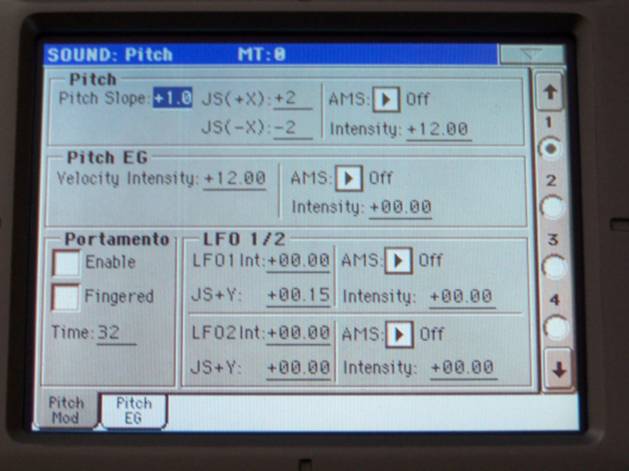 SOUND: Pitch MT:0
Pitch
Pitch Slope: +1.0 JS(+X): +2 AMS: Off
JS(-X): -2 Intensity: +12.00
Pitch EG
Velocity Intensity: +12.00 AMS: Off
Intensity: +00.00
Portamento
Enable
Fingered
Time: 32
LFO 1/2
LFO1 Int: +00.00 AMS: Off
JS+Y: +00.15 Intensity: +00.00
LFO2 Int: +00.00 AMS: Off
JS+Y: +00.00 Intensity: +00.00
1
2
3
4
Pitch Mod
Pitch EG